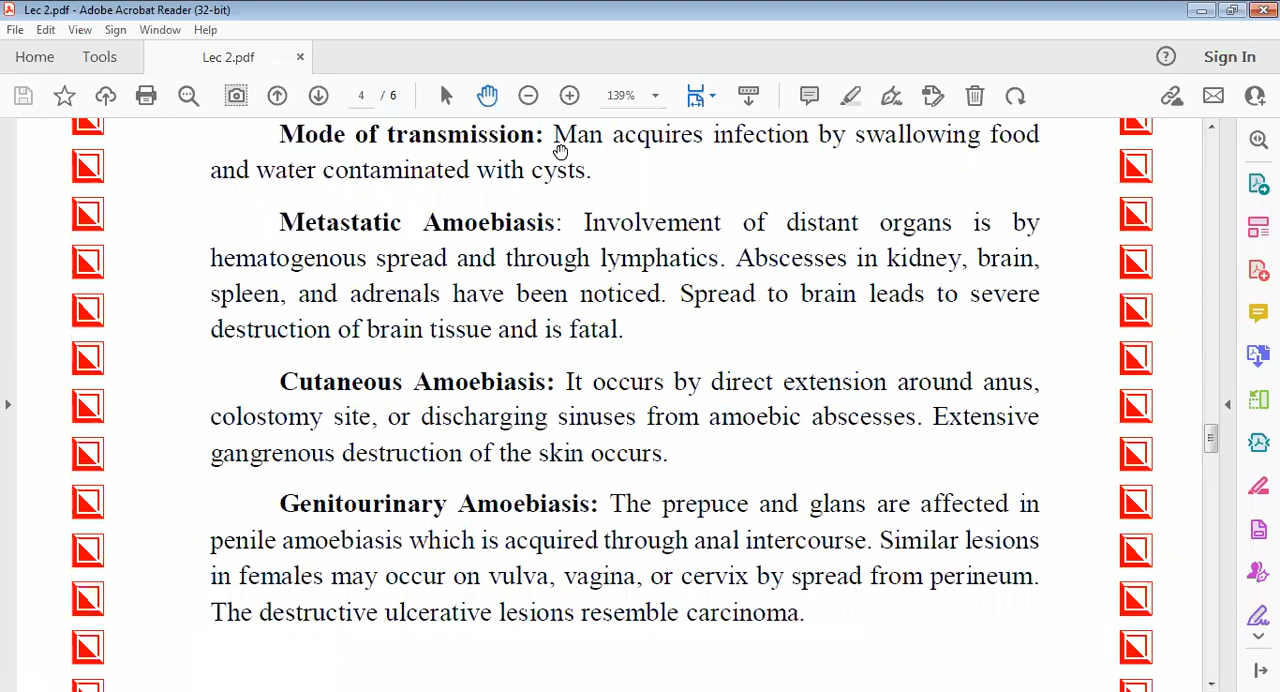 Lec 2.pdf - Adobe Acrobat Reader (32-bit)
File Edit View Sign Window Help
Home Tools Lec 2.pdf × ? Sign In
4 / 6 139%
Mode of transmission: Man acquires infection by swallowing food
and water contaminated with cysts.
Metastatic Amoebiasis: Involvement of distant organs is by
hematogenous spread and through lymphatics. Abscesses in kidney, brain,
spleen, and adrenals have been noticed. Spread to brain leads to severe
destruction of brain tissue and is fatal.
Cutaneous Amoebiasis: It occurs by direct extension around anus,
colostomy site, or discharging sinuses from amoebic abscesses. Extensive
gangrenous destruction of the skin occurs.
Genitourinary Amoebiasis: The prepuce and glans are affected in
penile amoebiasis which is acquired through anal intercourse. Similar lesions
in females may occur on vulva, vagina, or cervix by spread from perineum.
The destructive ulcerative lesions resemble carcinoma.